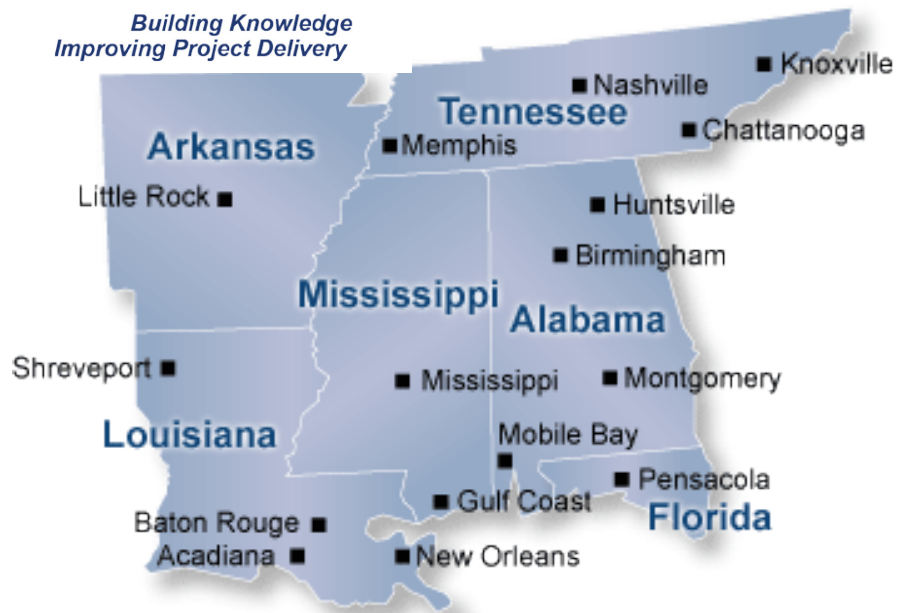 Building Knowledge
Improving Project Delivery
Knoxville
Nashville
Tennessee
Chattanooga
Arkansas
Memphis
Little Rock
Huntsville
Birmingham
Mississippi
Alabama
Shreveport
Mississippi
Montgomery
Louisiana
Mobile Bay
Pensacola
Gulf Coast
Florida
Baton Rouge
Acadiana
New Orleans